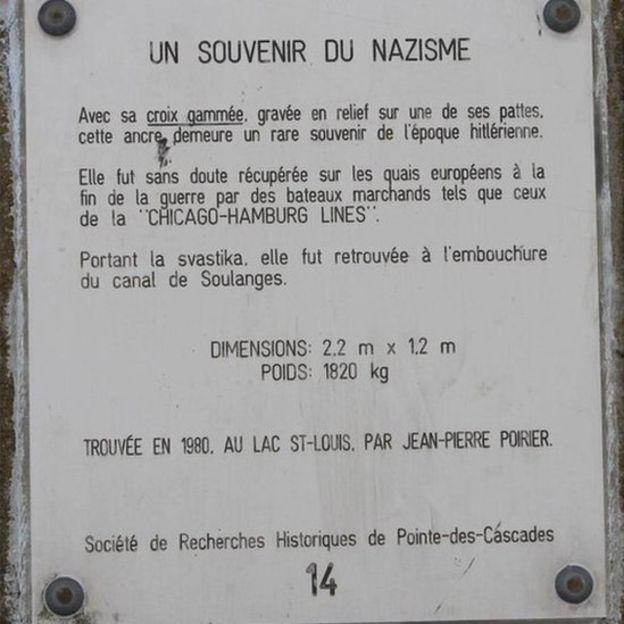 UN SOUVENIR DU NAZISME
Avec sa croix gammée, gravée en relief sur une de ses pattes,
cette ancre demeure un rare souvenir de l'époque hitlérienne.
Elle fut sans doute récupérée sur les quais européens à la
fin de la guerre par des bateaux marchands tels que ceux
de la "CHICAGO-HAMBURG LINES".
Portant la svastika, elle fut retrouvée à l'embouchure
du canal de Soulanges.
DIMENSIONS: 2.2 m x 1.2 m
POIDS: 1820 kg
TROUVÉE EN 1980, AU LAC ST-LOUIS, PAR JEAN-PIERRE POIRIER.
Société de Recherches Historiques de Pointe-des-Cáscades
14